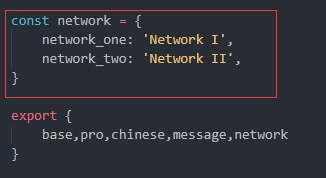 const network = {
    network_one: 'Network I',
    network_two: 'Network II',
}
export {
    base,pro,chinese,message,network
}